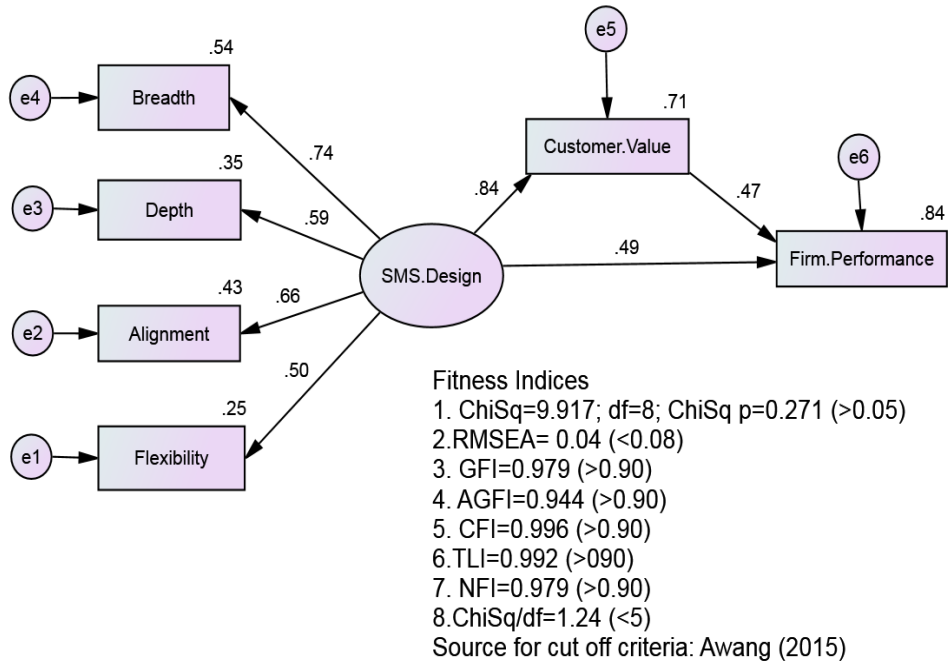 e5
.54
e4
Breadth
.71
Customer.Value
e6
.74
.35
.84
.47
.84
e3
Depth
.59
.49
Firm.Performance
SMS.Design
.43
.66
e2
Alignment
.50
.25
e1
Flexibility
Fitness Indices
1. ChiSq=9.917; df=8; ChiSq p=0.271 (>0.05)
2.RMSEA= 0.04 (<0.08)
3. GFI=0.979 (>0.90)
4. AGFI=0.944 (>0.90)
5. CFI=0.996 (>0.90)
6.TLI=0.992 (>090)
7. NFI=0.979 (>0.90)
8.ChiSq/df=1.24 (<5)
Source for cut off criteria: Awang (2015)